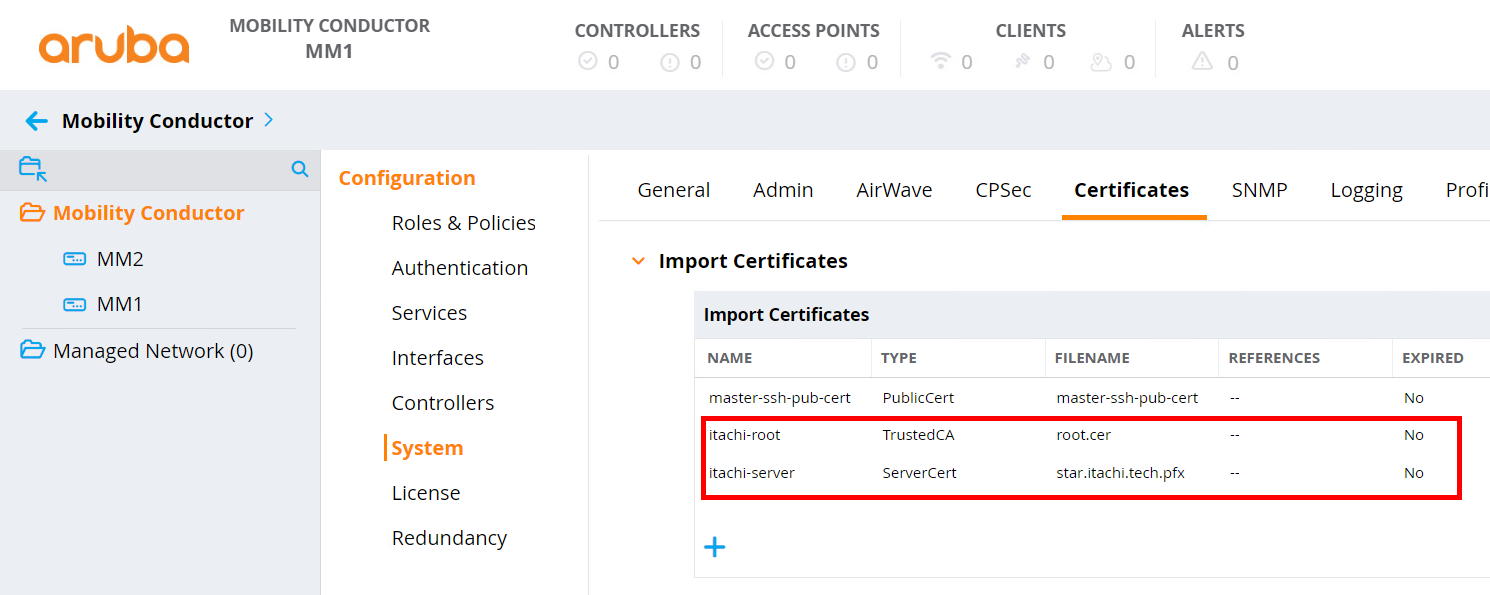 aruba
MOBILITY CONDUCTOR
MM1
CONTROLLERS
0 0
ACCESS POINTS
0 0
CLIENTS
0 0 0
ALERTS
0
Mobility Conductor
Mobility Conductor
MM2
MM1
Managed Network (0)
Configuration
Roles & Policies
Authentication
Services
Interfaces
Controllers
System
License
Redundancy
General Admin AirWave CPSec Certificates SNMP Logging Profi
Import Certificates
Import Certificates
NAME TYPE FILENAME REFERENCES EXPIRED
master-ssh-pub-cert PublicCert master-ssh-pub-cert -- No
itachi-root TrustedCA root.cer -- No
itachi-server ServerCert star.itachi.tech.pfx -- No